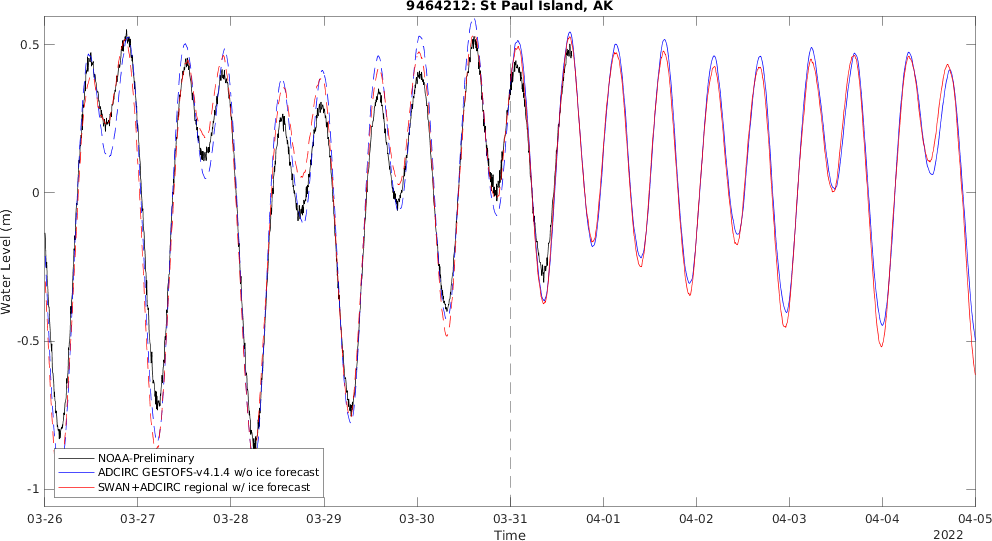 9464212: St Paul Island, AK
Water Level (m)
0.5
0
-0.5
-1
NOAA-Preliminary
ADCIRC GESTOFS-v4.1.4 w/o ice forecast
SWAN+ADCIRC regional w/ ice forecast
03-26 03-27 03-28 03-29 03-30 03-31 04-01 04-02 04-03 04-04 04-05
Time
2022